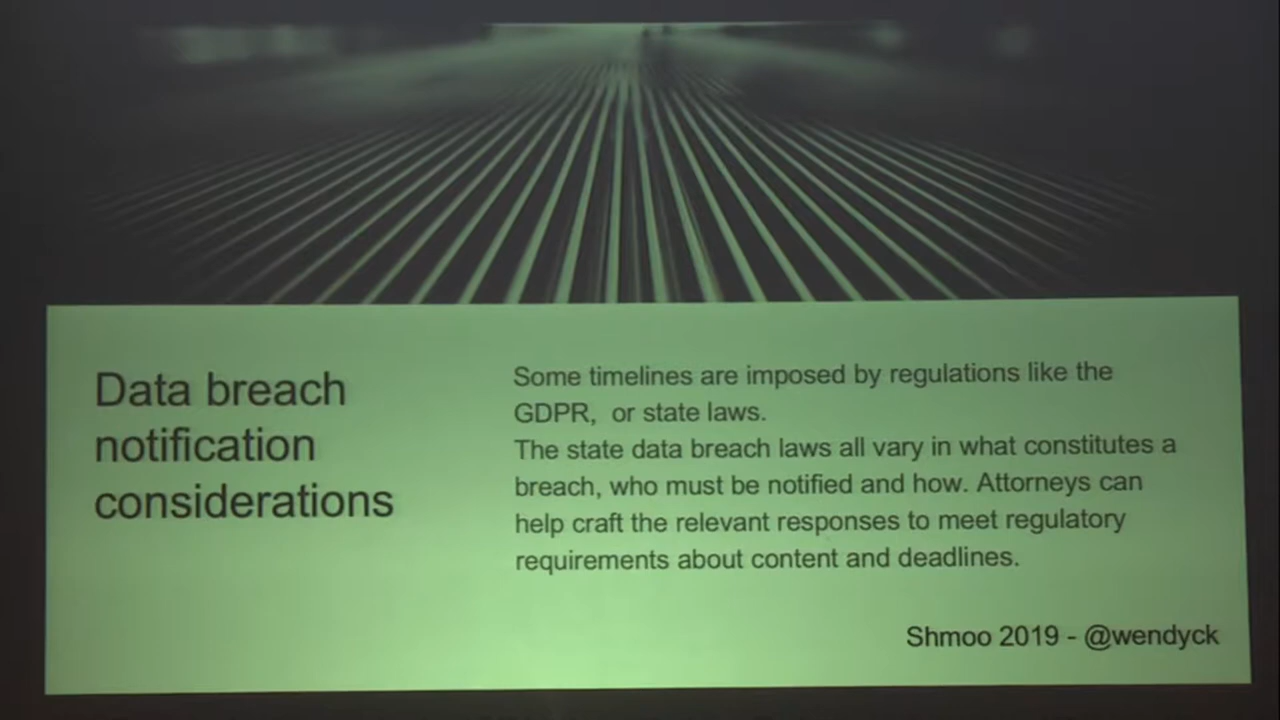 Data breach
notification
considerations
Some timelines are imposed by regulations like the
GDPR,  or state laws.
The state data breach laws all vary in what constitutes a
breach, who must be notified and how. Attorneys can
help craft the relevant responses to meet regulatory
requirements about content and deadlines.
Shmoo 2019 - @wendyck